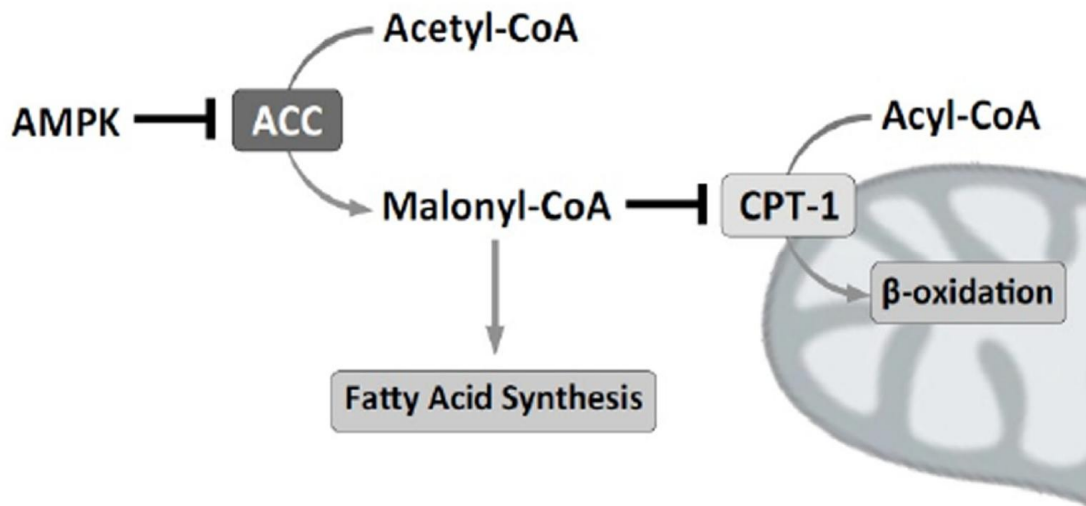 Acetyl-CoA
AMPK
ACC
Acyl-CoA
Malonyl-CoA
CPT-1
β-oxidation
Fatty Acid Synthesis